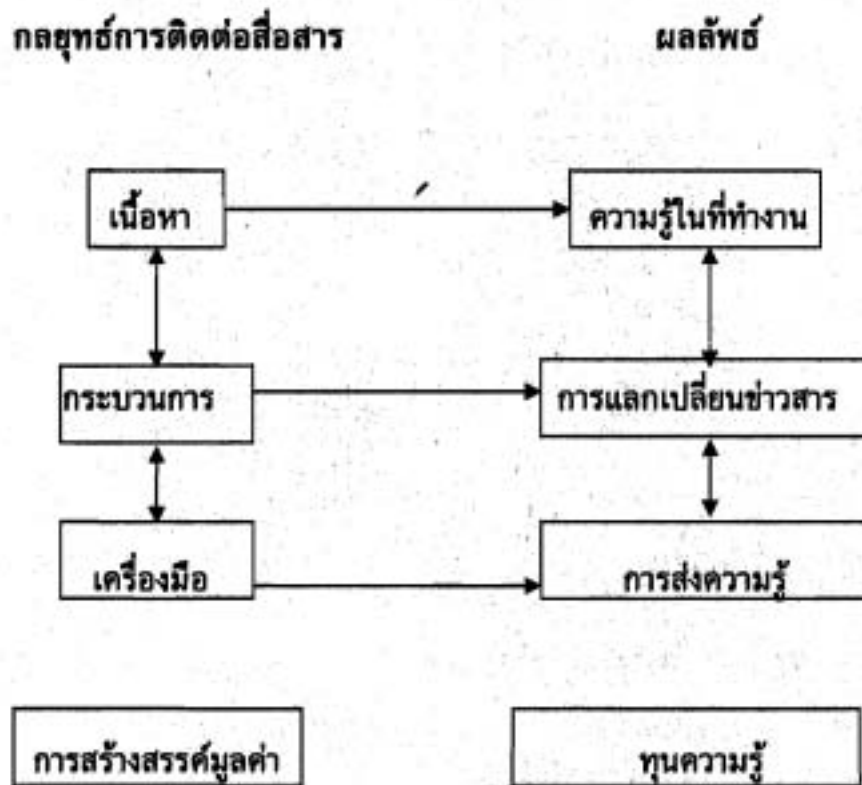 กลยุทธ์การติดต่อสื่อสาร ผลลัพธ์
เนื้อหา ความรู้ในที่ทำงาน
กระบวนการ การแลกเปลี่ยนข่าวสาร
เครื่องมือ การส่งความรู้
การสร้างสรรค์มูลค่า ทุนความรู้